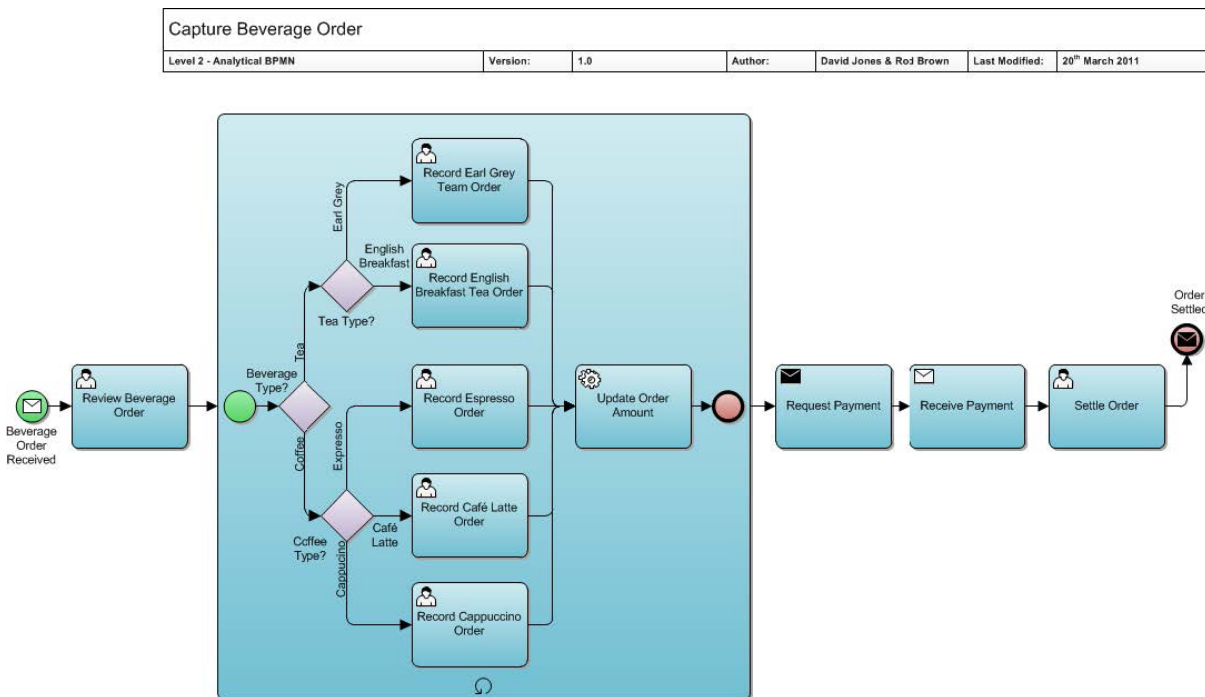 Capture Beverage Order
Level 2 - Analytical BPMN
Version:
1.0
Author:
David Jones & Rod Brown
Last Modified:
20th March 2011
Record Earl Grey
Team Order
Earl Grey
English
Breakfast
Record English
Breakfast Tea Order
Tea Type?
Tea
Order
Settled
Beverage
Type?
Review Beverage
Order
Record Espresso
Order
Update Order
Amount
Request Payment
Receive Payment
Settle Order
Beverage
Order
Received
Coffee
Expresso
Record Café Latte
Order
Café
Latte
Coffee
Type?
Cappucino
Record Cappuccino
Order